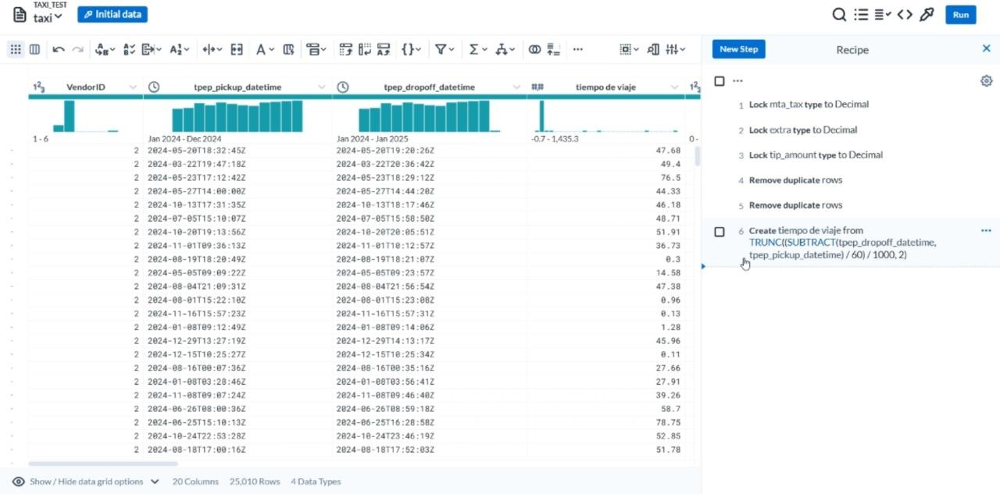 TAXI_TEST
taxi
Initial data
Run
New Step
Recipe
VendorID
tpep_pickup_datetime
tpep_dropoff_datetime
##.##
tiempo de viaje
1 - 6
Jan 2024 - Dec 2024
Jan 2024 - Jan 2025
-0.7 - 1,435.3
0 -
2 2024-05-20T18:32:45Z 2024-05-20T19:20:26Z 47.68
2 2024-03-22T19:47:18Z 2024-03-22T20:36:42Z 49.4
2 2024-05-23T17:12:42Z 2024-05-23T18:29:12Z 76.5
2 2024-05-27T14:00:00Z 2024-05-27T14:44:20Z 44.33
2 2024-10-13T17:31:35Z 2024-10-13T18:17:46Z 46.18
2 2024-07-05T15:10:07Z 2024-07-05T15:58:50Z 48.71
2 2024-10-20T19:13:56Z 2024-10-20T20:05:51Z 51.91
2 2024-11-01T09:36:13Z 2024-11-01T10:12:57Z 36.73
2 2024-08-19T18:20:49Z 2024-08-19T18:21:07Z 0.3
2 2024-05-05T09:09:22Z 2024-05-05T09:23:57Z 14.58
2 2024-08-04T21:09:31Z 2024-08-04T21:56:54Z 47.38
2 2024-08-01T15:22:10Z 2024-08-01T15:23:08Z 0.96
2 2024-11-16T15:57:23Z 2024-11-16T15:57:31Z 0.13
2 2024-01-08T09:12:49Z 2024-01-08T09:14:06Z 1.28
2 2024-12-29T13:27:19Z 2024-12-29T14:13:17Z 45.96
2 2024-12-15T10:25:27Z 2024-12-15T10:25:34Z 0.11
2 2024-08-16T00:07:36Z 2024-08-16T00:35:16Z 27.66
2 2024-01-08T03:28:46Z 2024-01-08T03:56:41Z 27.91
2 2024-11-08T09:07:24Z 2024-11-08T09:46:40Z 39.26
2 2024-06-26T08:00:36Z 2024-06-26T08:59:18Z 58.7
2 2024-06-25T15:10:13Z 2024-06-25T16:28:58Z 78.75
2 2024-10-24T22:53:28Z 2024-10-24T23:46:19Z 52.85
2 2024-08-18T17:00:16Z 2024-08-18T17:52:03Z 51.78
Show / Hide data grid options
20 Columns
25,010 Rows
4 Data Types
1 Lock mta_tax type to Decimal
2 Lock extra type to Decimal
3 Lock tip_amount type to Decimal
4 Remove duplicate rows
5 Remove duplicate rows
6 Create tiempo de viaje from
TRUNC((SUBTRACT(tpep_dropoff_datetime,
tpep_pickup_datetime) / 60) / 1000, 2)